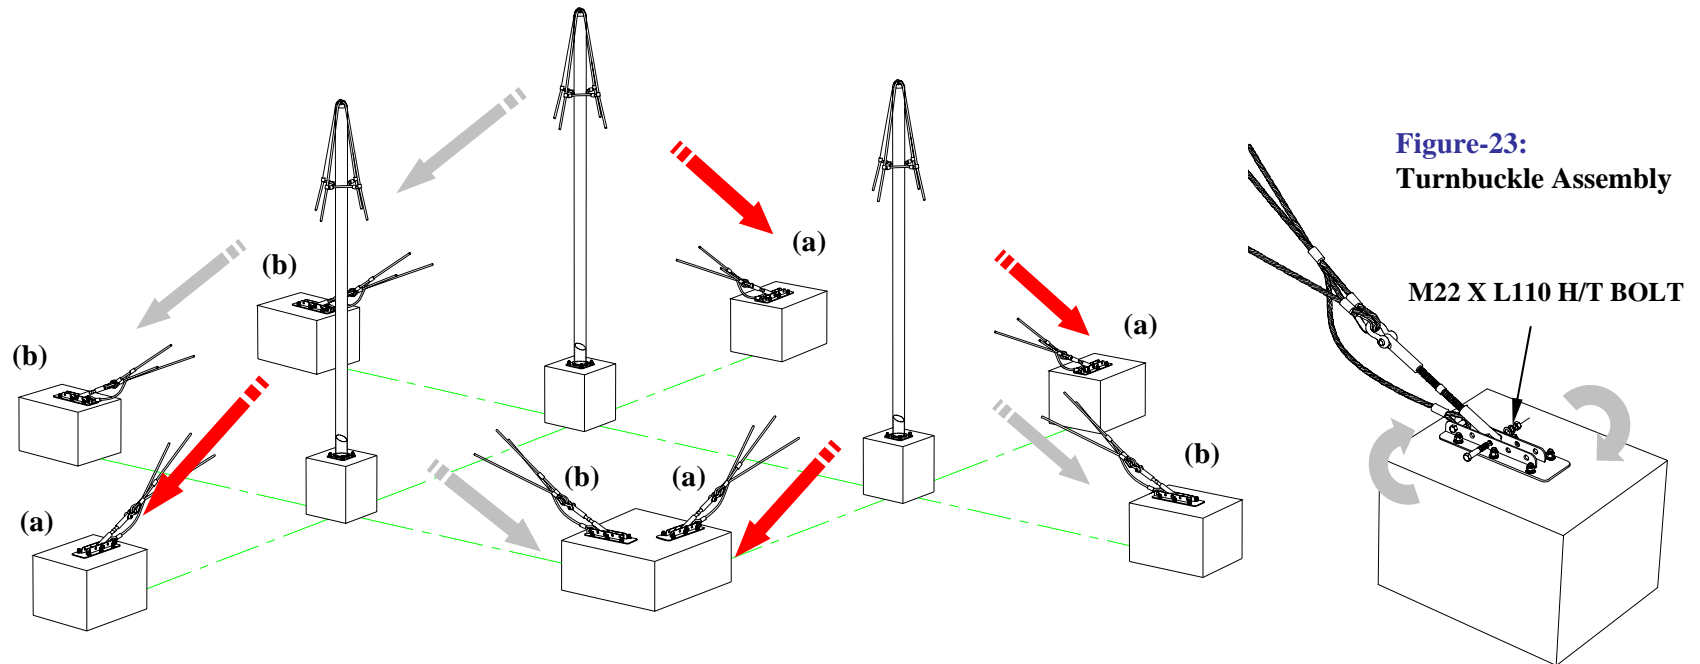 Figure-23:
Turnbuckle Assembly
(a)
(b)
(a)
M22 X L110 H/T BOLT
(b)
(b)
(a)
(b)
(a)